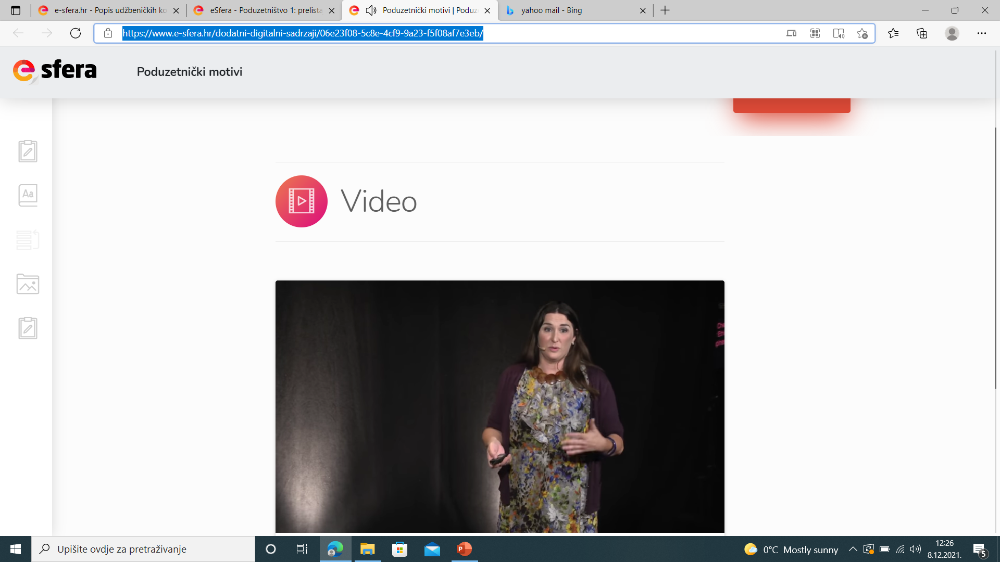 e-sfera.hr - Popis udžbeničkih ko
eSfera - Poduzetništvo 1: prelista
Poduzetnički motivi | Poduz
yahoo mail - Bing
https://www.e-sfera.hr/dodatni-digitalni-sadrzaji/06e23f08-5c8e-4cf9-9a23-f5f08af7e3eb/
e sfera
Poduzetnički motivi
Aa
Video
Upišite ovdje za pretraživanje
P
0°C Mostly sunny
12:26
8.12.2021.
5